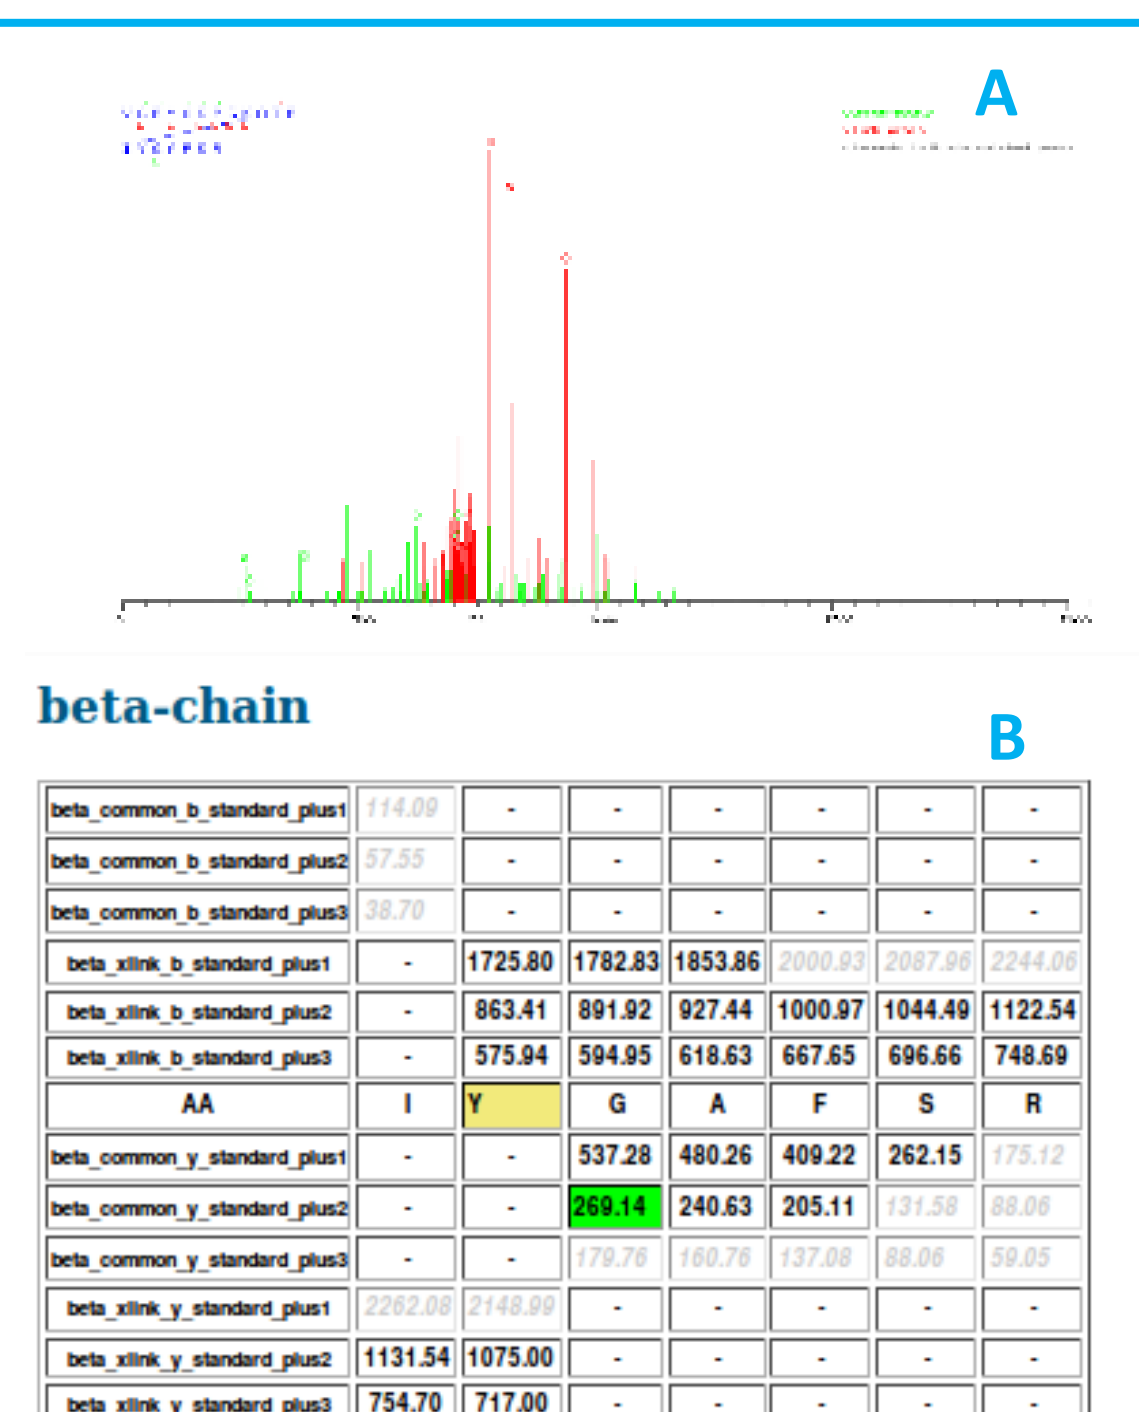 A
beta-chain
B
beta_common_b_standard_plus1 114.09 - - - - - -
beta_common_b_standard_plus2 57.55 - - - - - -
beta_common_b_standard_plus3 38.70 - - - - - -
beta_xlink_b_standard_plus1 - 1725.80 1782.83 1853.86 2000.93 2087.96 2244.06
beta_xlink_b_standard_plus2 - 863.41 891.92 927.44 1000.97 1044.49 1122.54
beta_xlink_b_standard_plus3 - 575.94 594.95 618.63 667.65 696.66 748.69
AA I Y G A F S R
beta_common_y_standard_plus1 - - 537.28 480.26 409.22 262.15 175.12
beta_common_y_standard_plus2 - - 269.14 240.63 205.11 131.58 88.06
beta_common_y_standard_plus3 - - 179.76 160.76 137.08 88.06 59.05
beta_xlink_y_standard_plus1 2262.08 2148.99 - - - - -
beta_xlink_y_standard_plus2 1131.54 1075.00 - - - - -
beta_xlink_y_standard_plus3 754.70 717.00 - - - - -